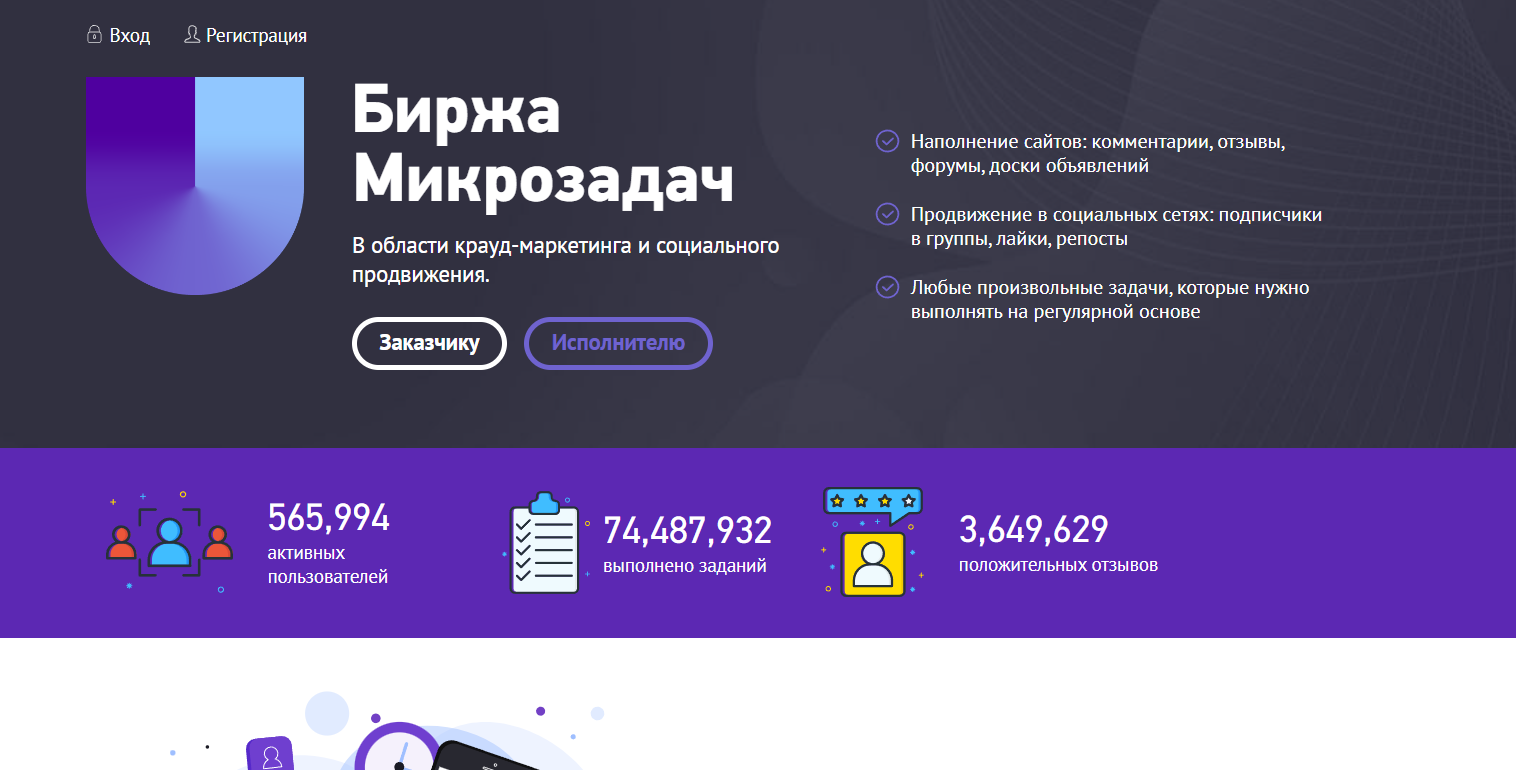 Вход
Регистрация
Биржа
Микрозадач
В области крауд-маркетинга и социального
продвижения.
Заказчику
Исполнителю
Наполнение сайтов: комментарии, отзывы,
форумы, доски объявлений
Продвижение в социальных сетях: подписчики
в группы, лайки, репосты
Любые произвольные задачи, которые нужно
выполнять на регулярной основе
565,994
активных
пользователей
74,487,932
выполнено заданий
3,649,629
положительных отзывов